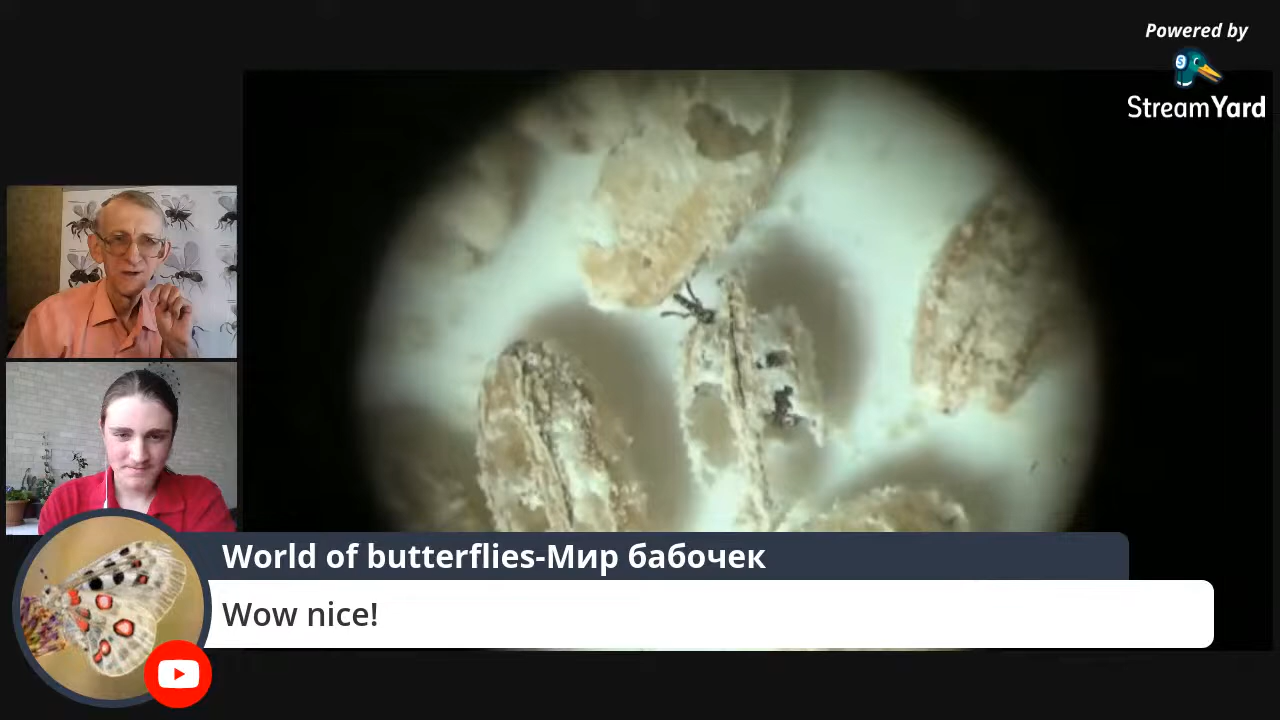 Powered by
StreamYard
World of butterflies-Мир бабочек
Wow nice!